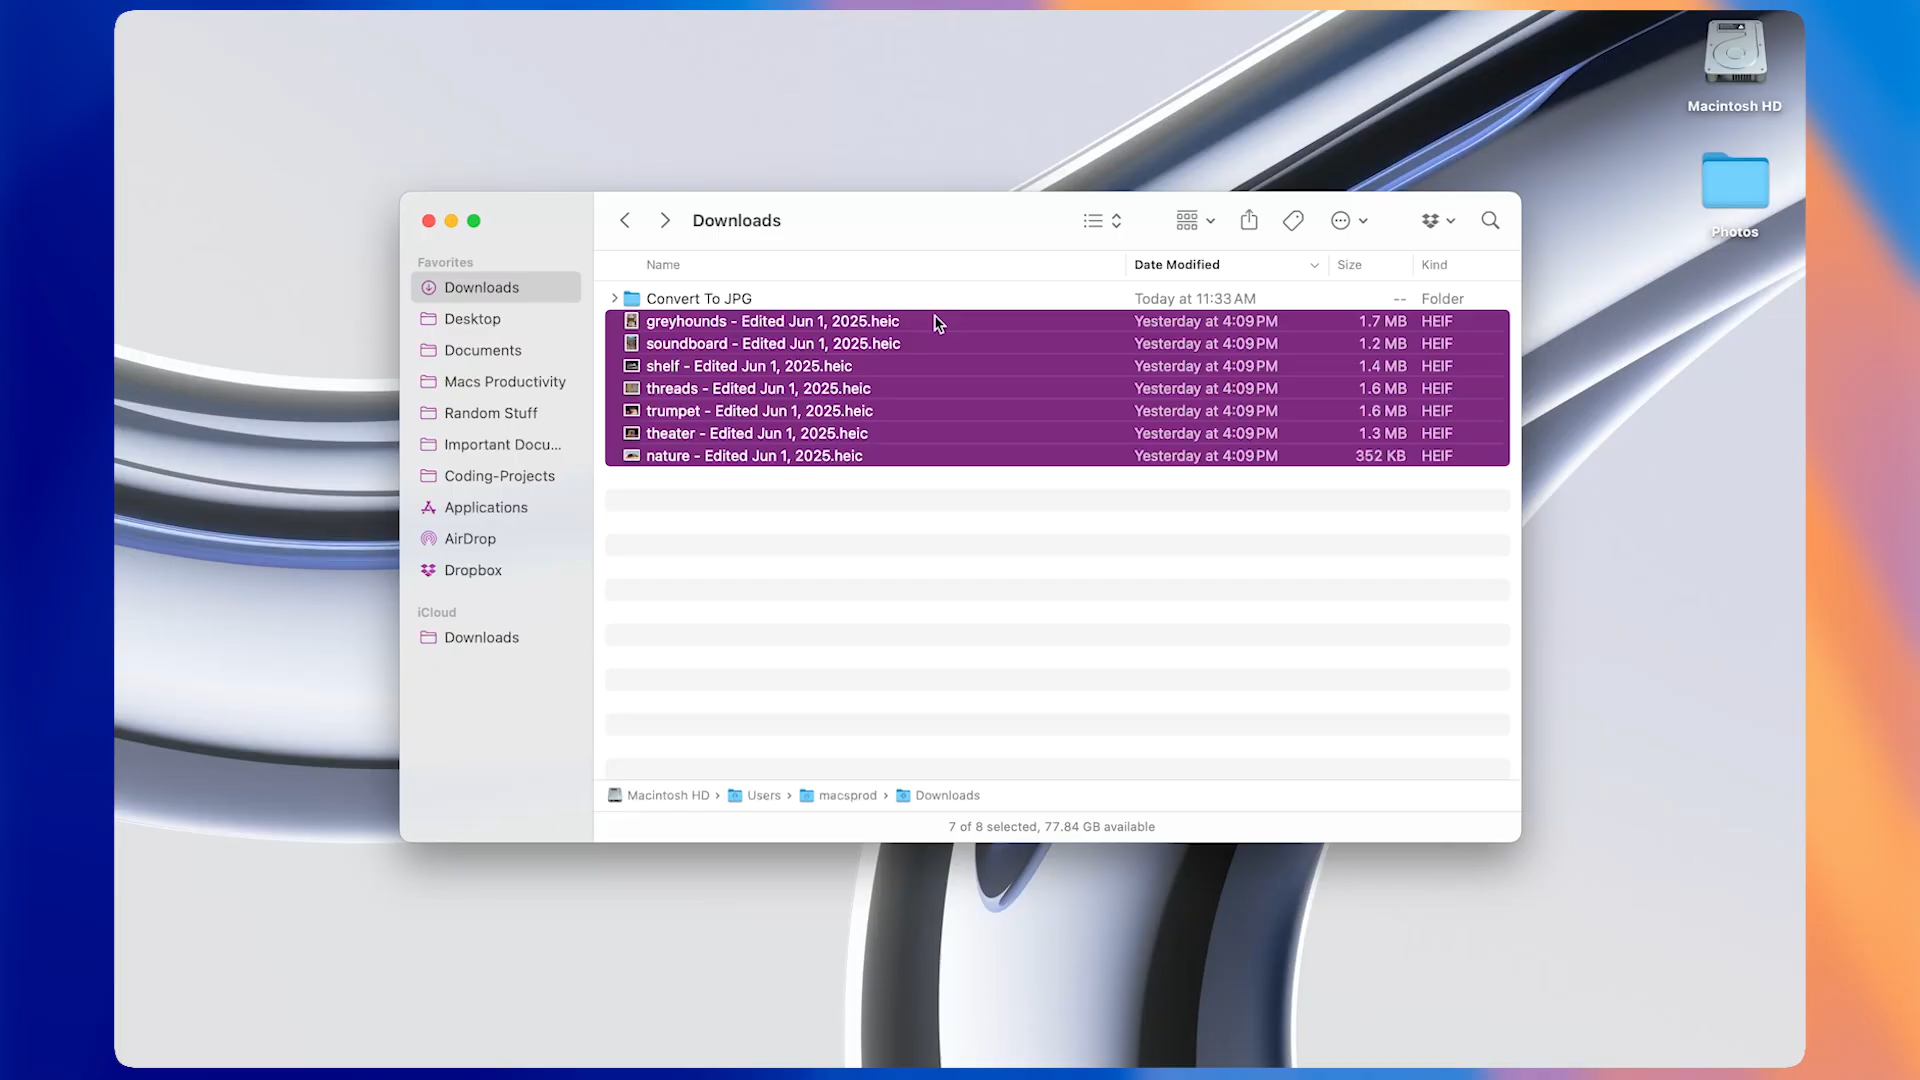 Macintosh HD
Photos
Downloads
Name
Date Modified
Size
Kind
Favorites
Downloads
Desktop
Documents
Macs Productivity
Random Stuff
Important Docu...
Coding-Projects
Applications
AirDrop
Dropbox
iCloud
Downloads
Convert To JPG Today at 11:33 AM -- Folder
greyhounds - Edited Jun 1, 2025.heic Yesterday at 4:09 PM 1.7 MB HEIF
soundboard - Edited Jun 1, 2025.heic Yesterday at 4:09 PM 1.2 MB HEIF
shelf - Edited Jun 1, 2025.heic Yesterday at 4:09 PM 1.4 MB HEIF
threads - Edited Jun 1, 2025.heic Yesterday at 4:09 PM 1.6 MB HEIF
trumpet - Edited Jun 1, 2025.heic Yesterday at 4:09 PM 1.6 MB HEIF
theater - Edited Jun 1, 2025.heic Yesterday at 4:09 PM 1.3 MB HEIF
nature - Edited Jun 1, 2025.heic Yesterday at 4:09 PM 352 KB HEIF
Macintosh HD › Users › macsprod › Downloads
7 of 8 selected, 77.84 GB available